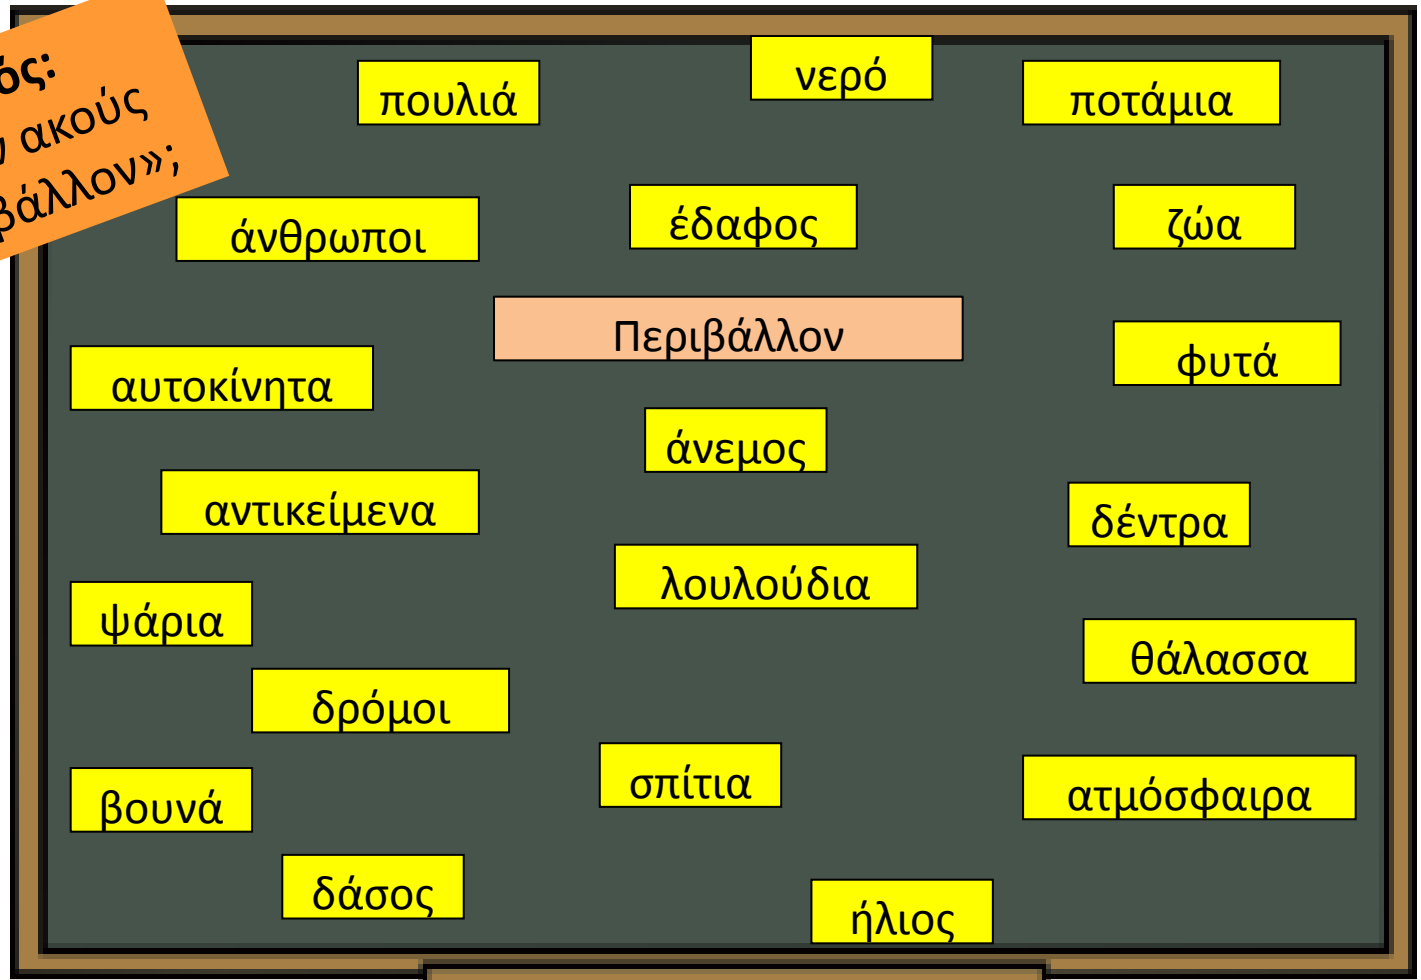 ός:
ακούς
βάλλον»;
πουλιά
νερό
ποτάμια
άνθρωποι
έδαφος
ζώα
Περιβάλλον
αυτοκίνητα
φυτά
άνεμος
αντικείμενα
δέντρα
λουλούδια
ψάρια
θάλασσα
δρόμοι
σπίτια
βουνά
ατμόσφαιρα
δάσος
ήλιος